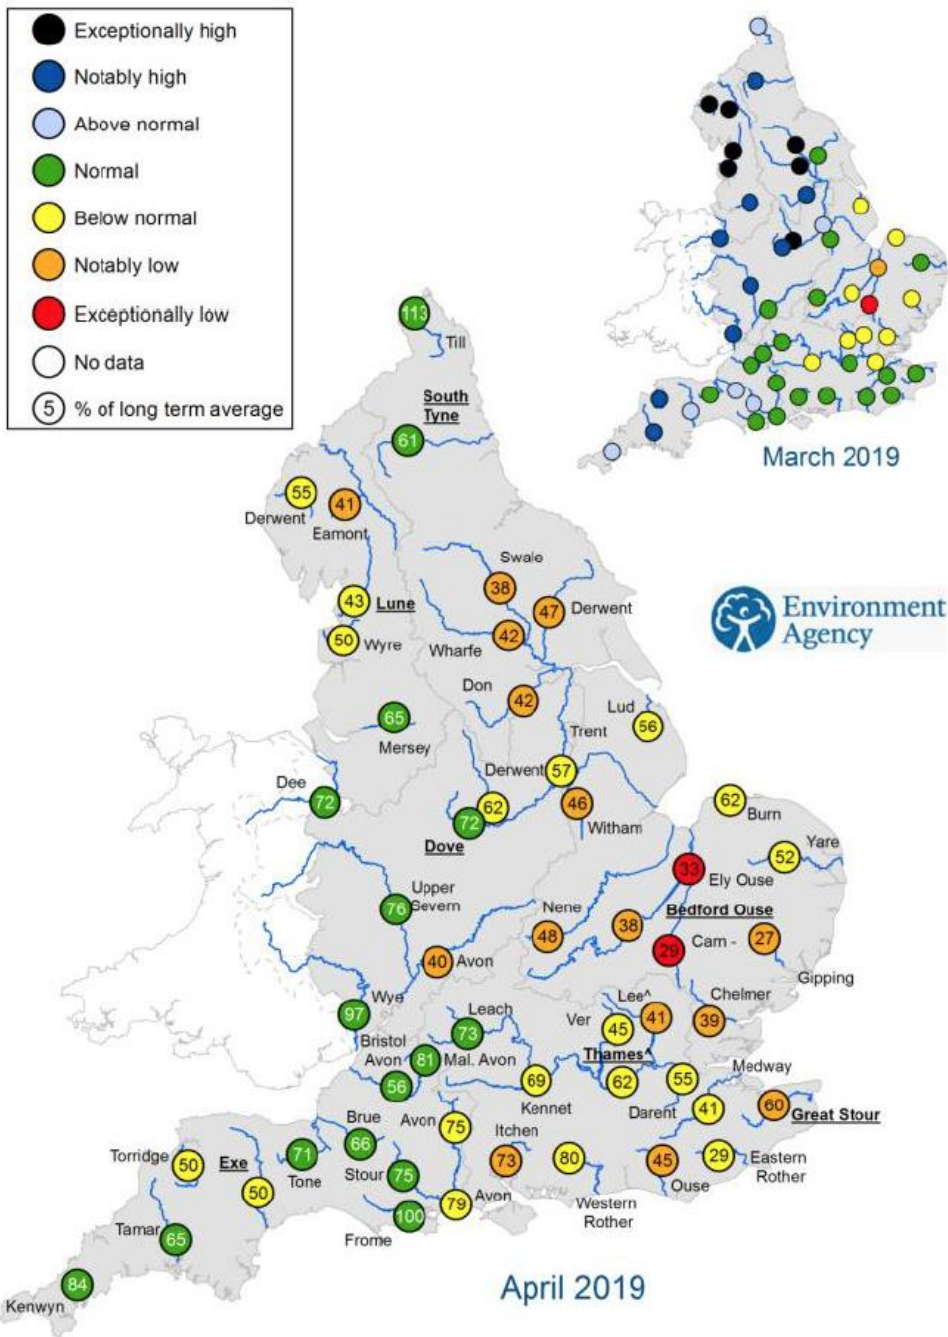 Exceptionally high
Notably high
Above normal
Normal
Below normal
Notably low
Exceptionally low
No data
5 % of long term average
March 2019
Environment
Agency
113
Till
South
Tyne
61
55
Derwent
41
Eamont
Swale
38
47
Derwent
43
Lune
42
Wharfe
50
Wyre
Don
42
65
Mersey
Lud
56
Trent
Derwent
57
Dee
72
62
72
Dove
46
Witham
62
Burn
Yare
52
33
Ely Ouse
Upper
Severn
76
Nene
48
Bedford Ouse
38
29
Cam -
27
Gipping
40
Avon
Wye
97
Leach
73
Lee^
41
Ver
45
Chelmer
39
Bristol
Avon
81
Mal. Avon
56
Thames^
62
69
Kennet
55
Darent
Medway
41
60
Great Stour
Brue
66
Avon
75
Itchen
73
80
Western
Rother
45
Ouse
29
Eastern
Rother
Torridge
50
Exe
50
71
Tone
Stour
75
79
Avon
100
Frome
Tamar
65
84
Kenwyn
April 2019